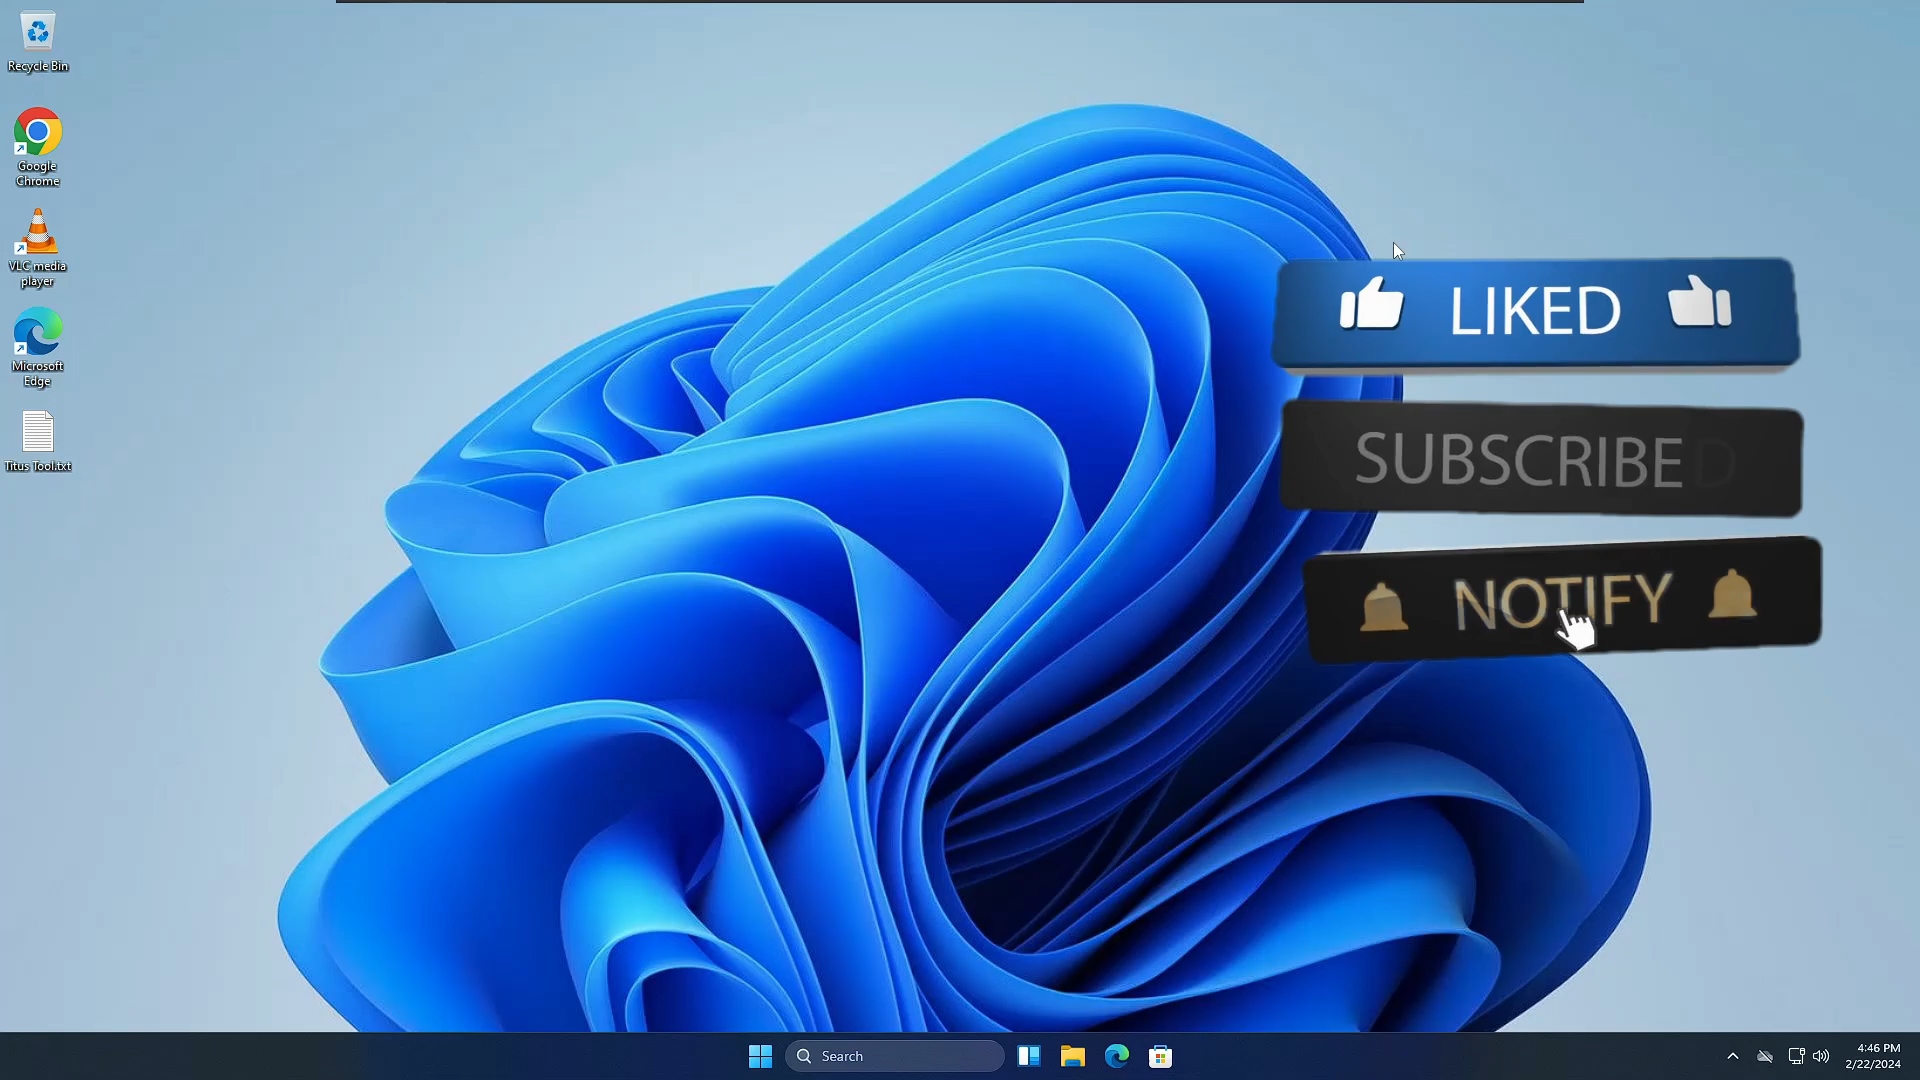 Recycle Bin
Google
Chrome
VLC media
player
Microsoft
Edge
Titus Tool.txt
LIKED
SUBSCRIBED
NOTIFY
Search
4:46 PM
2/22/2024